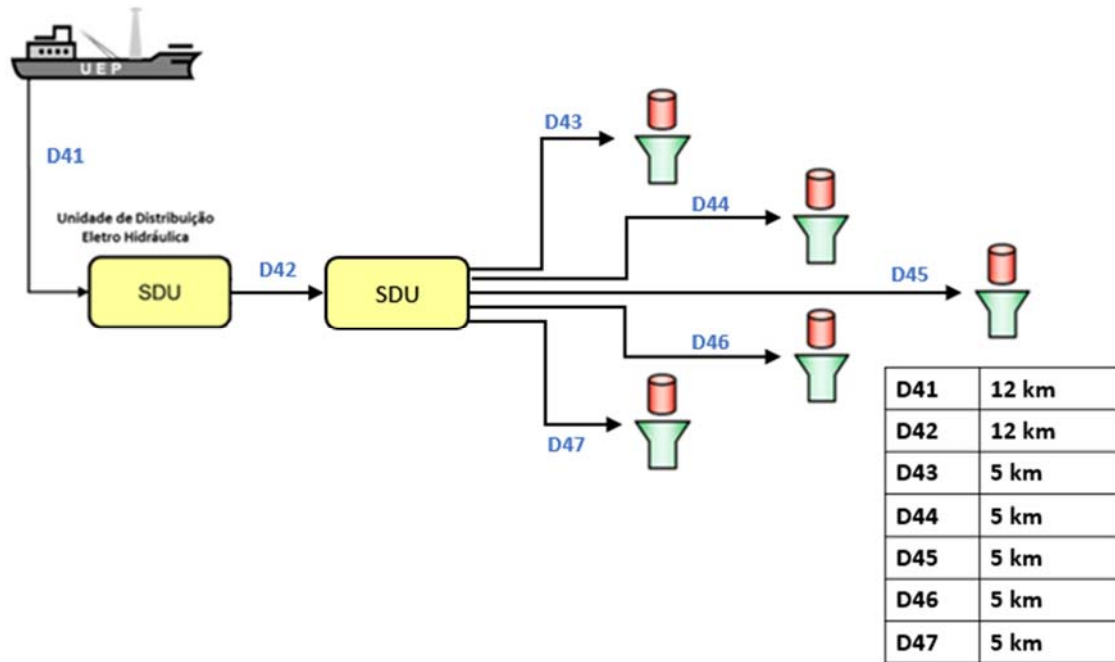 UEP
D41
Unidade de Distribuição
Eletro Hidráulica
SDU
D42
SDU
D43
D44
D45
D46
D47
D41 12 km
D42 12 km
D43 5 km
D44 5 km
D45 5 km
D46 5 km
D47 5 km